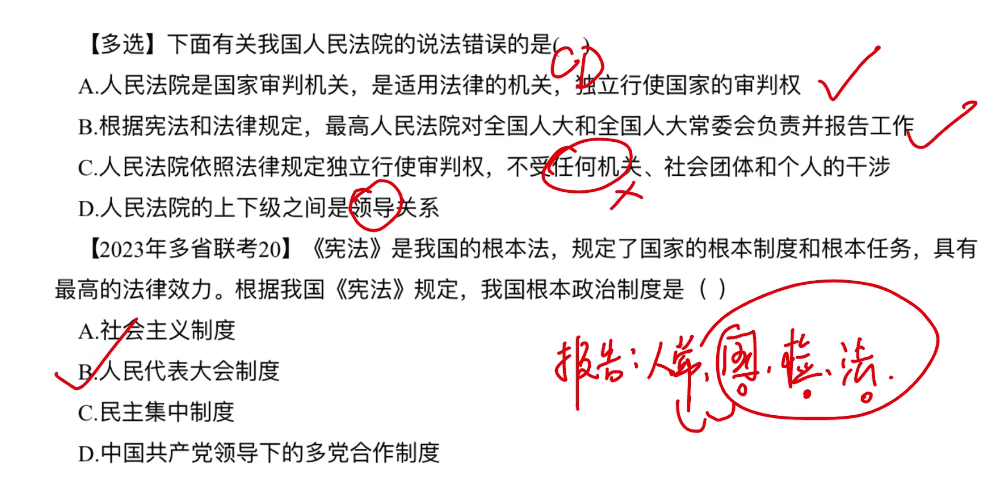 【多选】下面有关我国人民法院的说法错误的是( )
CD
A.人民法院是国家审判机关，是适用法律的机关，独立行使国家的审判权
B.根据宪法和法律规定，最高人民法院对全国人大和全国人大常委会负责并报告工作
C.人民法院依照法律规定独立行使审判权，不受任何机关、社会团体和个人的干涉
D.人民法院的上下级之间是领导关系
【2023年多省联考20】《宪法》是我国的根本法，规定了国家的根本制度和根本任务，具有
最高的法律效力。根据我国《宪法》规定，我国根本政治制度是（ ）
A.社会主义制度
B.人民代表大会制度
C.民主集中制度
D.中国共产党领导下的多党合作制度
报告：人常、国、检、法.